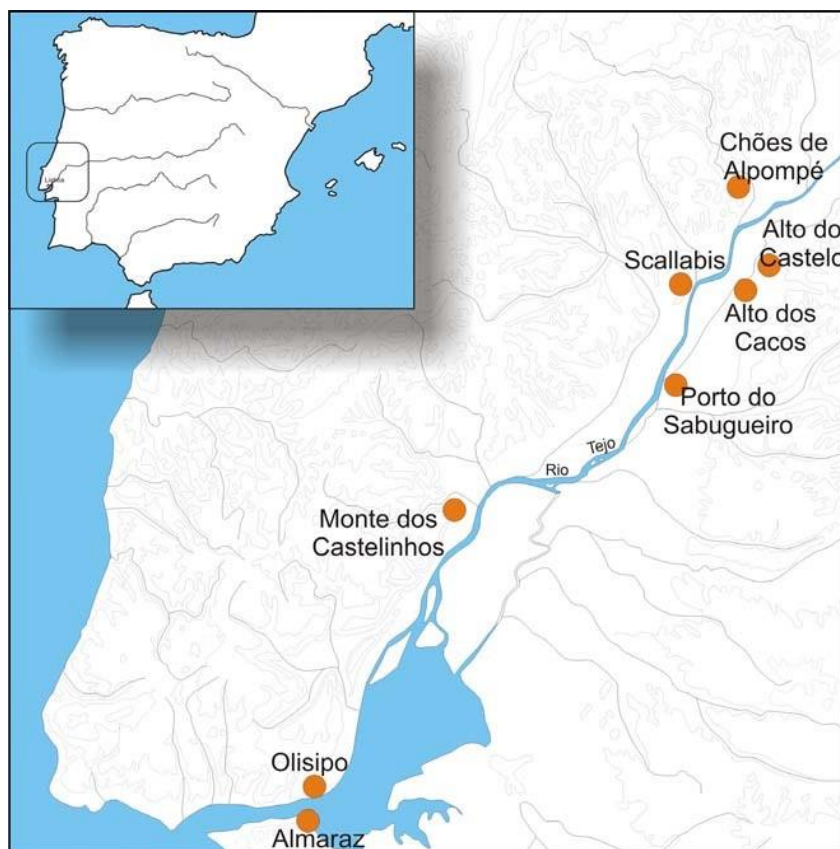 Lisboa
Chões de
Alpompé
Alto do
Castelo
Scallabis
Alto dos
Cacos
Porto do
Sabugueiro
Tejo
Rio
Monte dos
Castelinhos
Olisipo
Almaraz